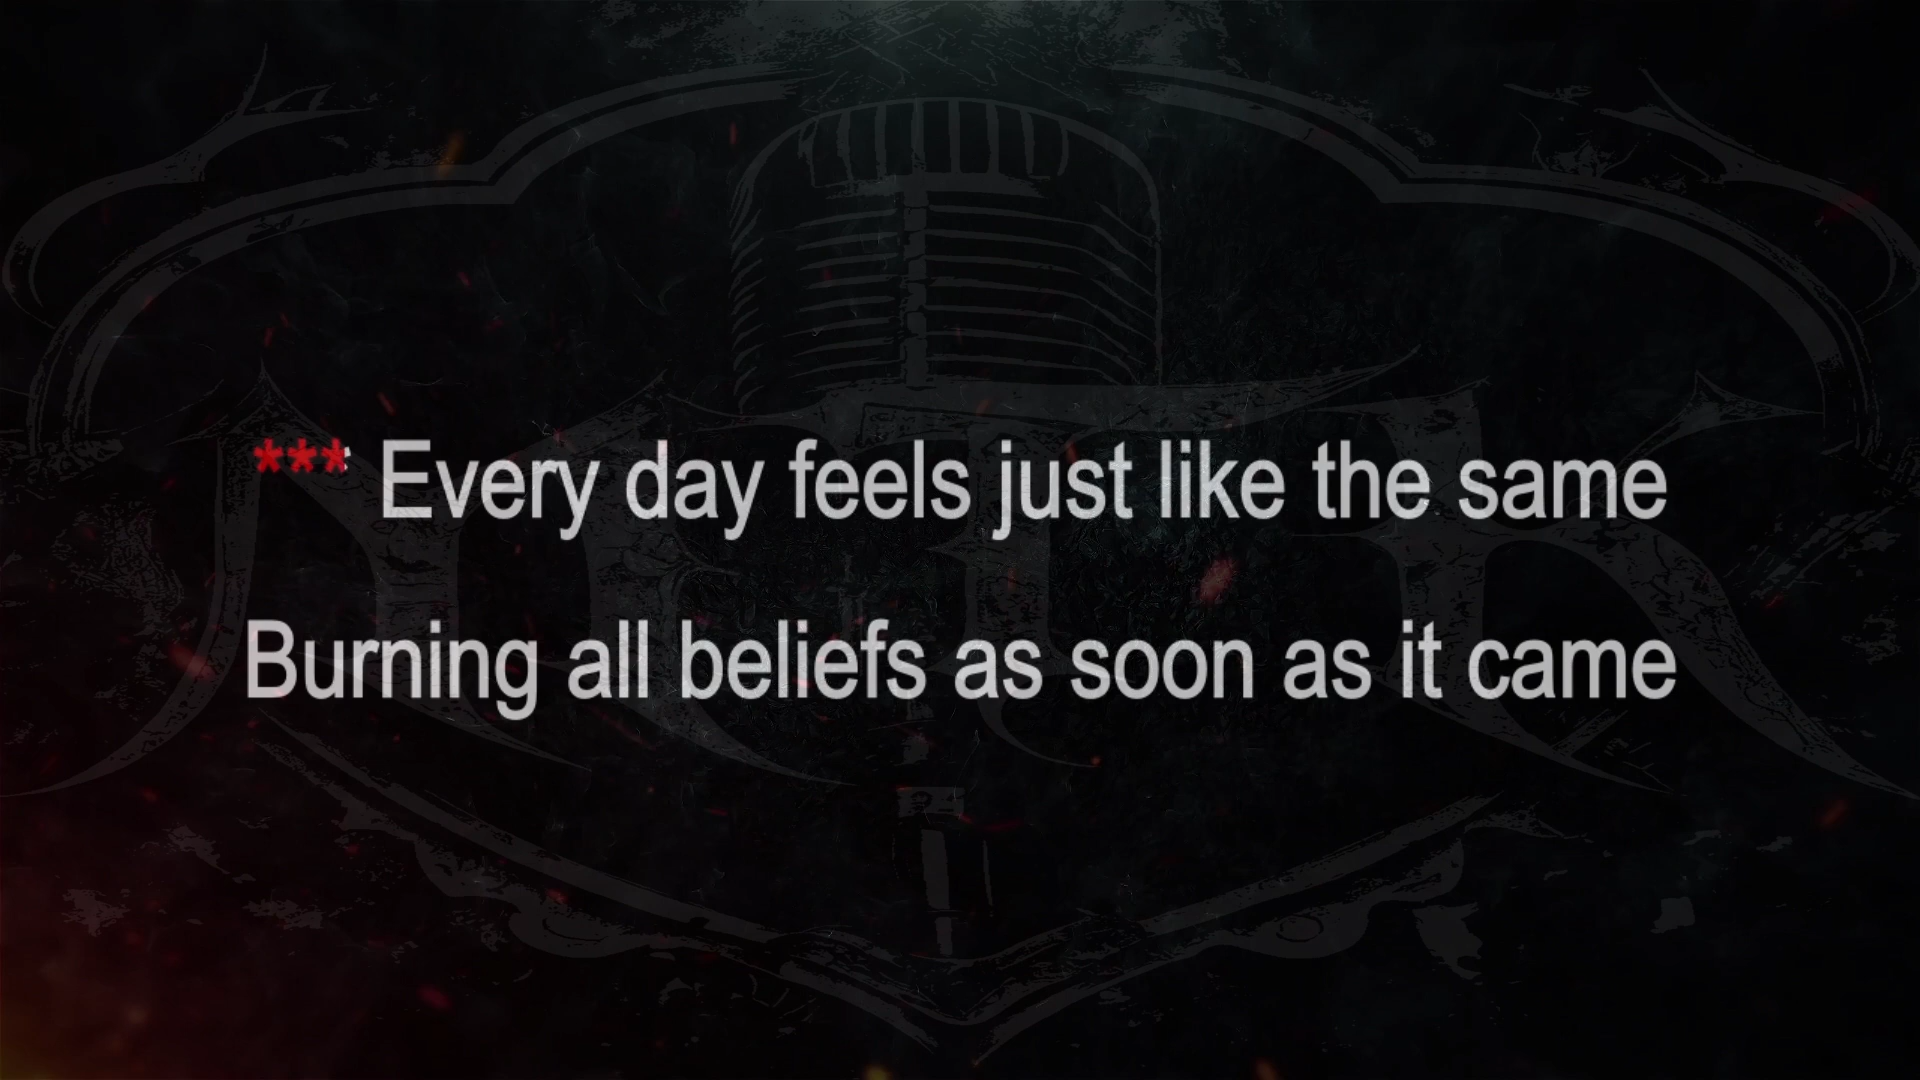 *** Every day feels just like the same
Burning all beliefs as soon as it came